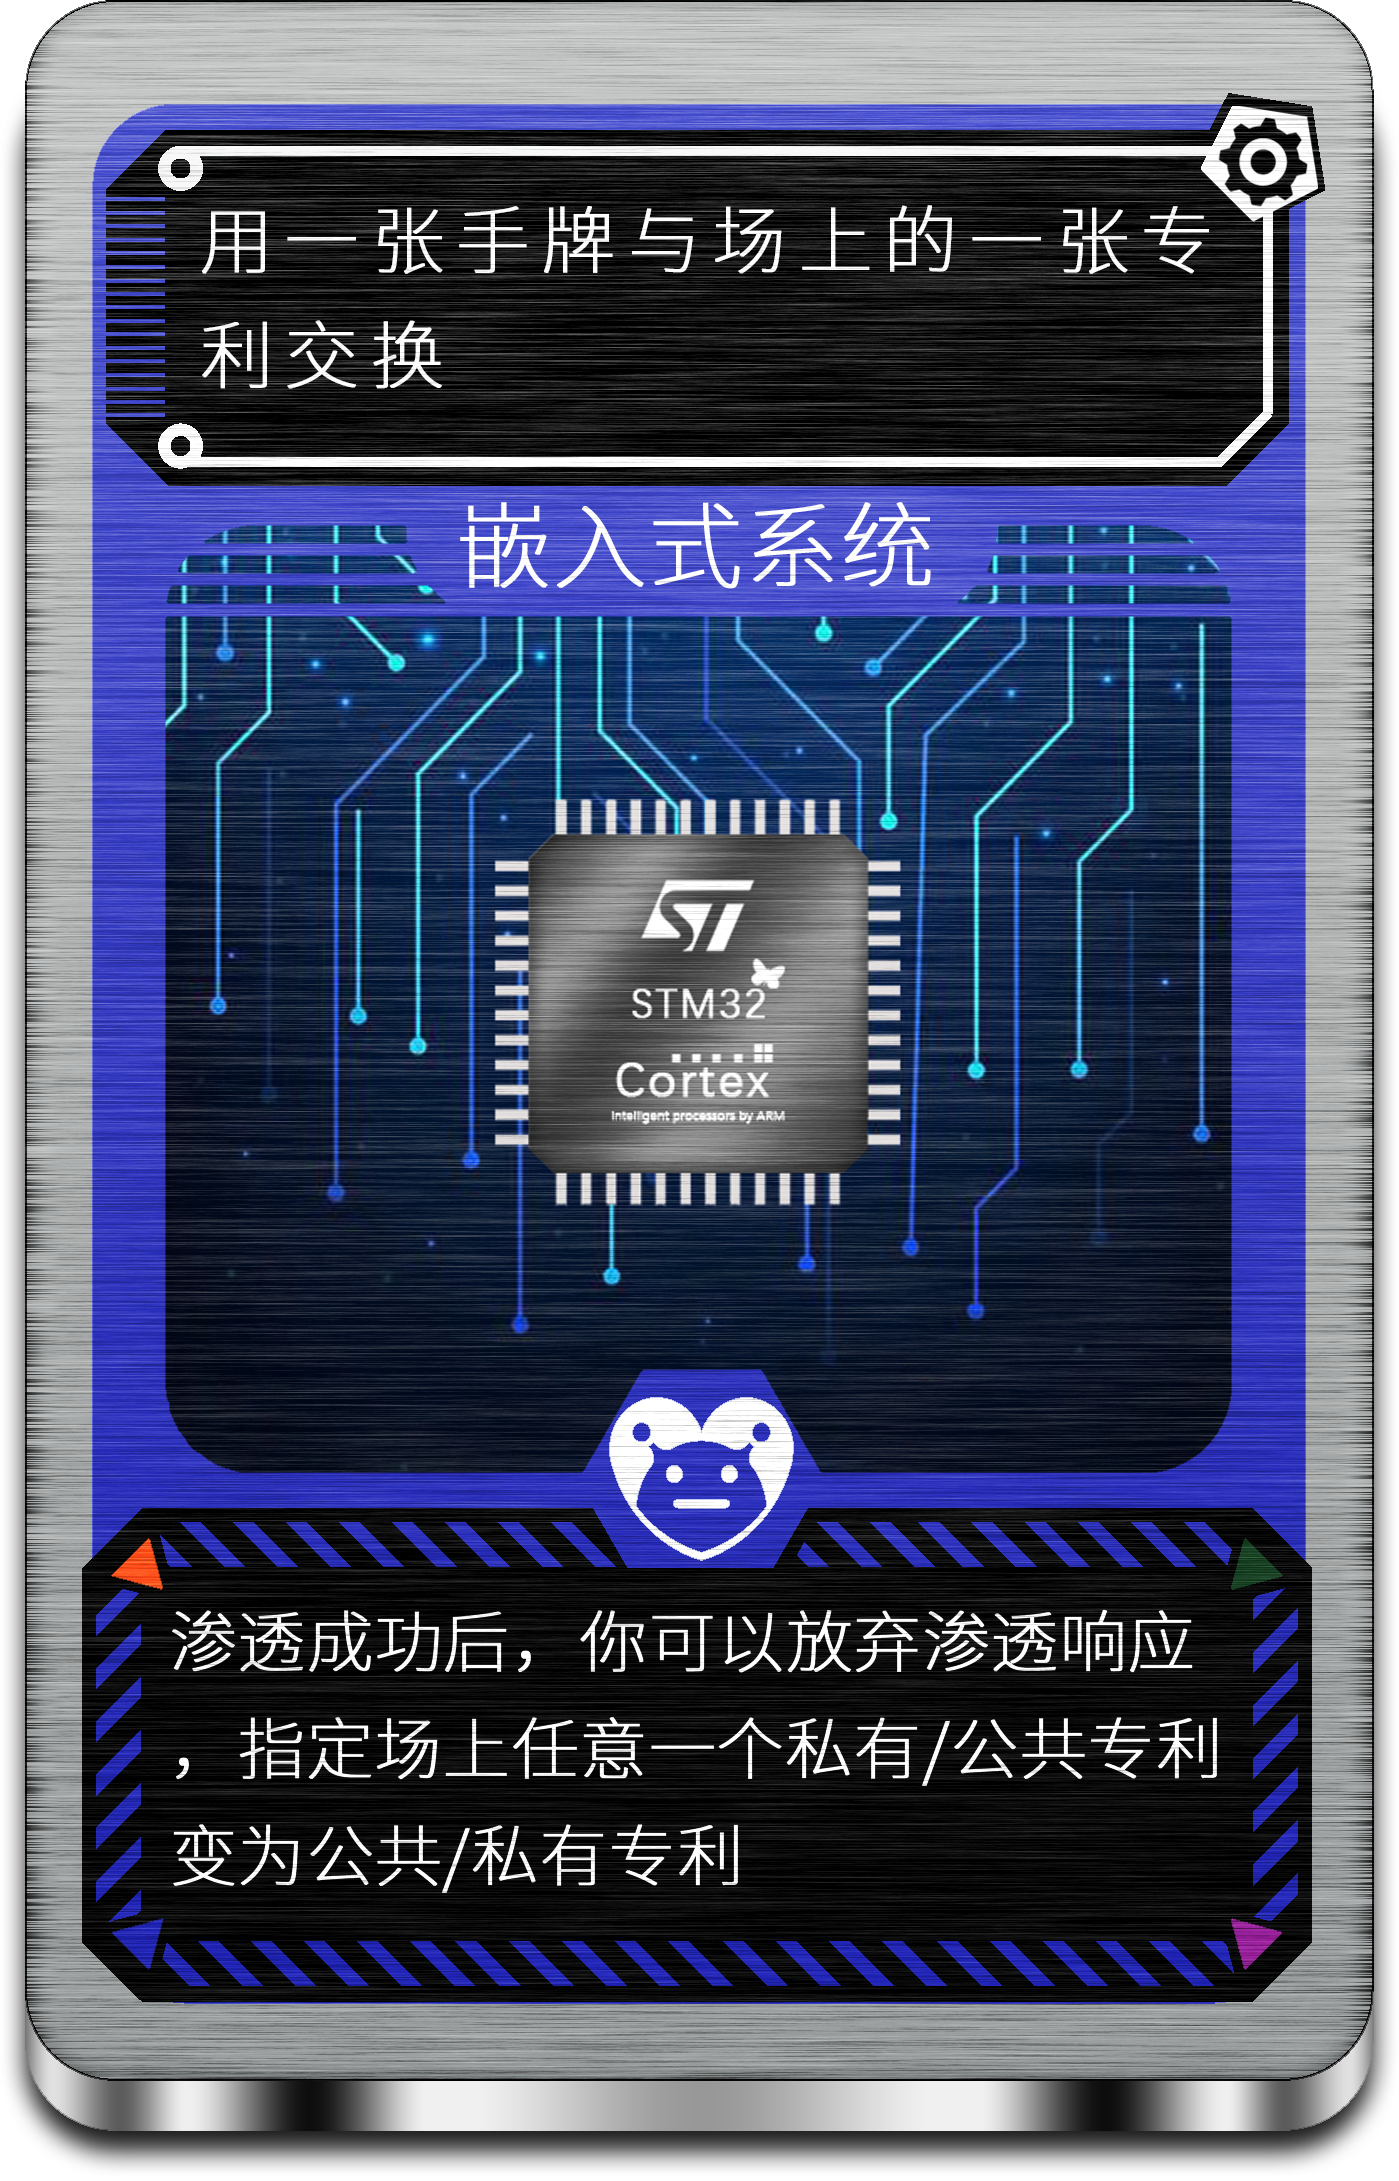 用一张手牌与场上的一张专
利交换
嵌入式系统
ST
STM32
Cortex
Intelligent processors by ARM
渗透成功后，你可以放弃渗透响应
，指定场上任意一个私有/公共专利
变为公共/私有专利